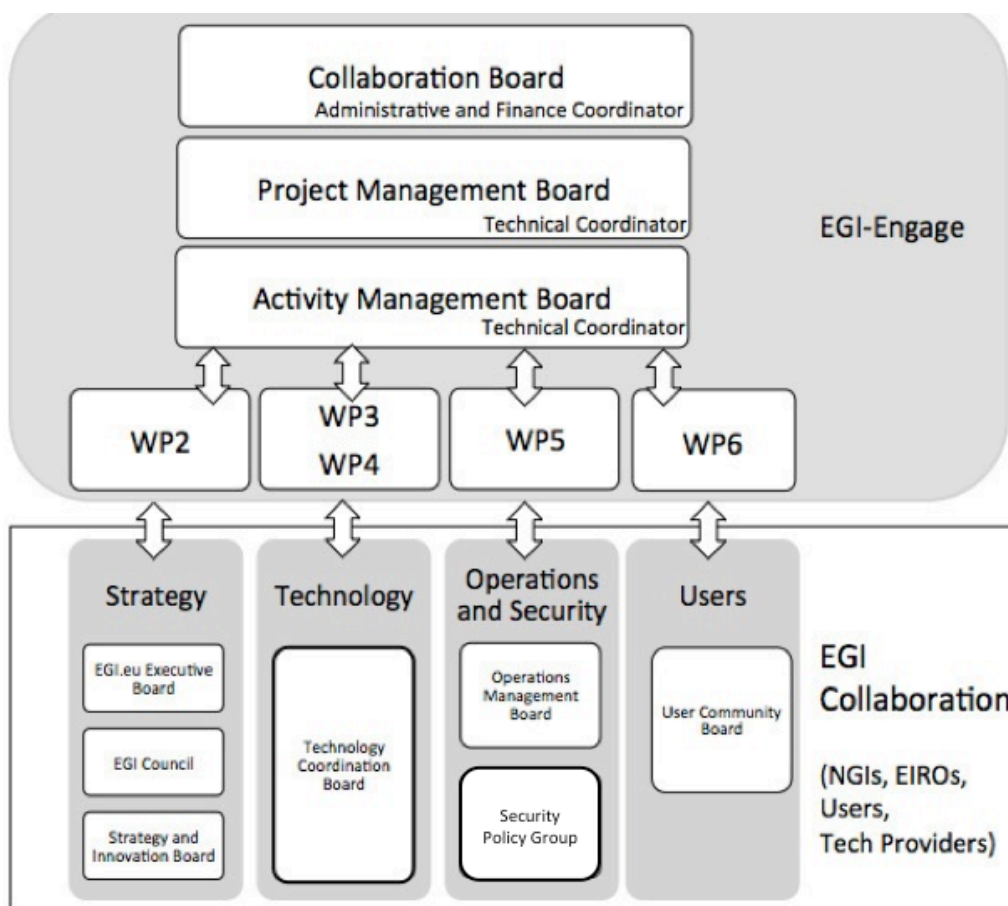 Collaboration Board
Administrative and Finance Coordinator
Project Management Board
Technical Coordinator
EGI-Engage
Activity Management Board
Technical Coordinator
WP2
WP3
WP4
WP5
WP6
Strategy
EGI.eu Executive
Board
EGI Council
Strategy and
Innovation Board
Technology
Technology
Coordination
Board
Operations
and Security
Operations
Management
Board
Security
Policy Group
Users
User Community
Board
EGI
Collaboration
(NGIs, EIROs,
Users,
Tech Providers)